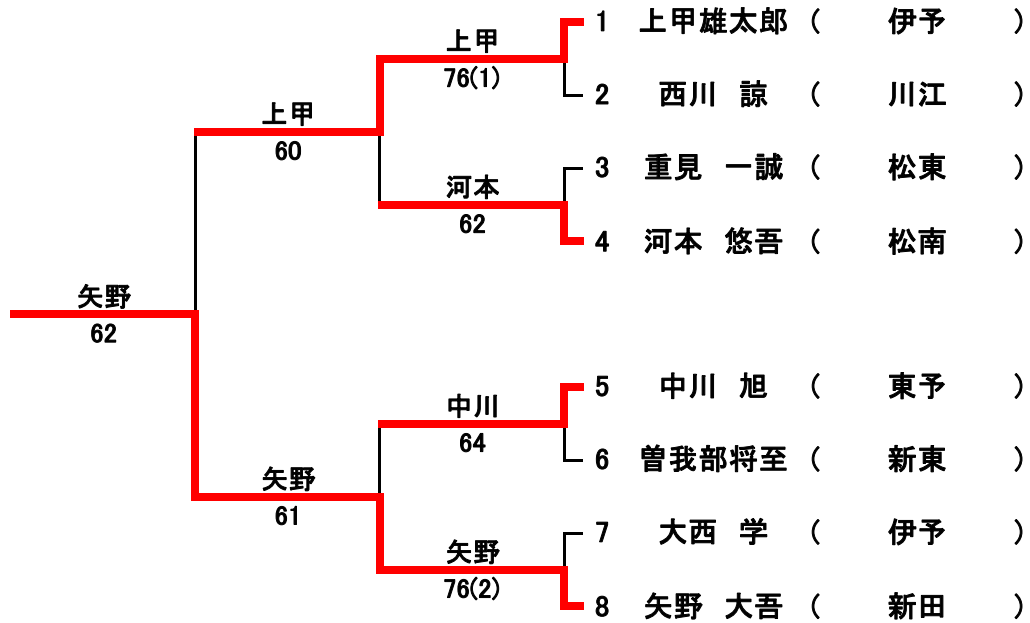 1 上甲雄太郎 ( 伊予 )
上甲
76(1)
2 西川 諒 ( 川江 )
上甲
60
3 重見 一誠 ( 松東 )
河本
62
4 河本 悠吾 ( 松南 )
矢野
62
5 中川 旭 ( 東予 )
中川
64
6 曽我部将至 ( 新東 )
矢野
61
7 大西 学 ( 伊予 )
矢野
76(2)
8 矢野 大吾 ( 新田 )